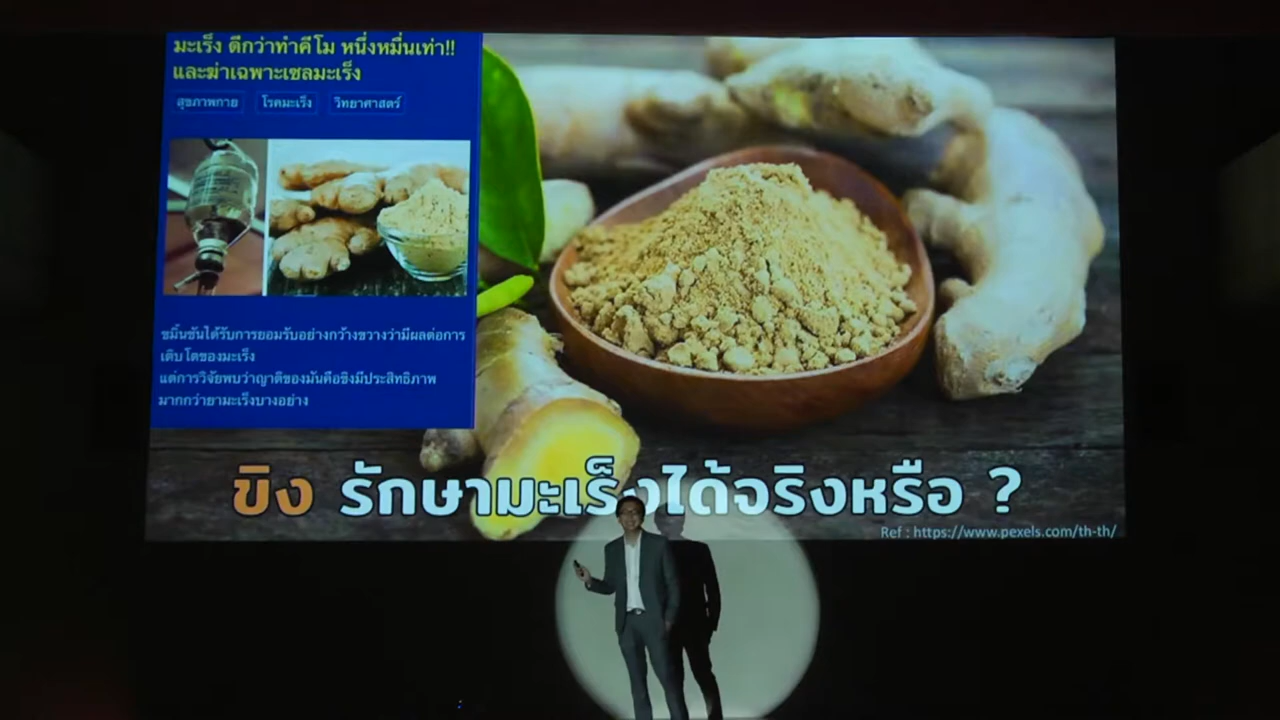 มะเร็ง ดีกว่าทำคีโม หนึ่งหมื่นเท่า!!
และฆ่าเฉพาะเซลมะเร็ง
สุขภาพกาย โรคมะเร็ง วิทยาศาสตร์
ขมิ้นชันได้รับการยอมรับอย่างกว้างขวางว่ามีผลต่อการ
เติบโตของมะเร็ง
แต่การวิจัยพบว่าญาติของมันคือขิงมีประสิทธิภาพ
มากกว่ายามะเร็งบางอย่าง
ขิง รักษามะเร็งได้จริงหรือ ?
Ref : https://www.pexels.com/th-th/